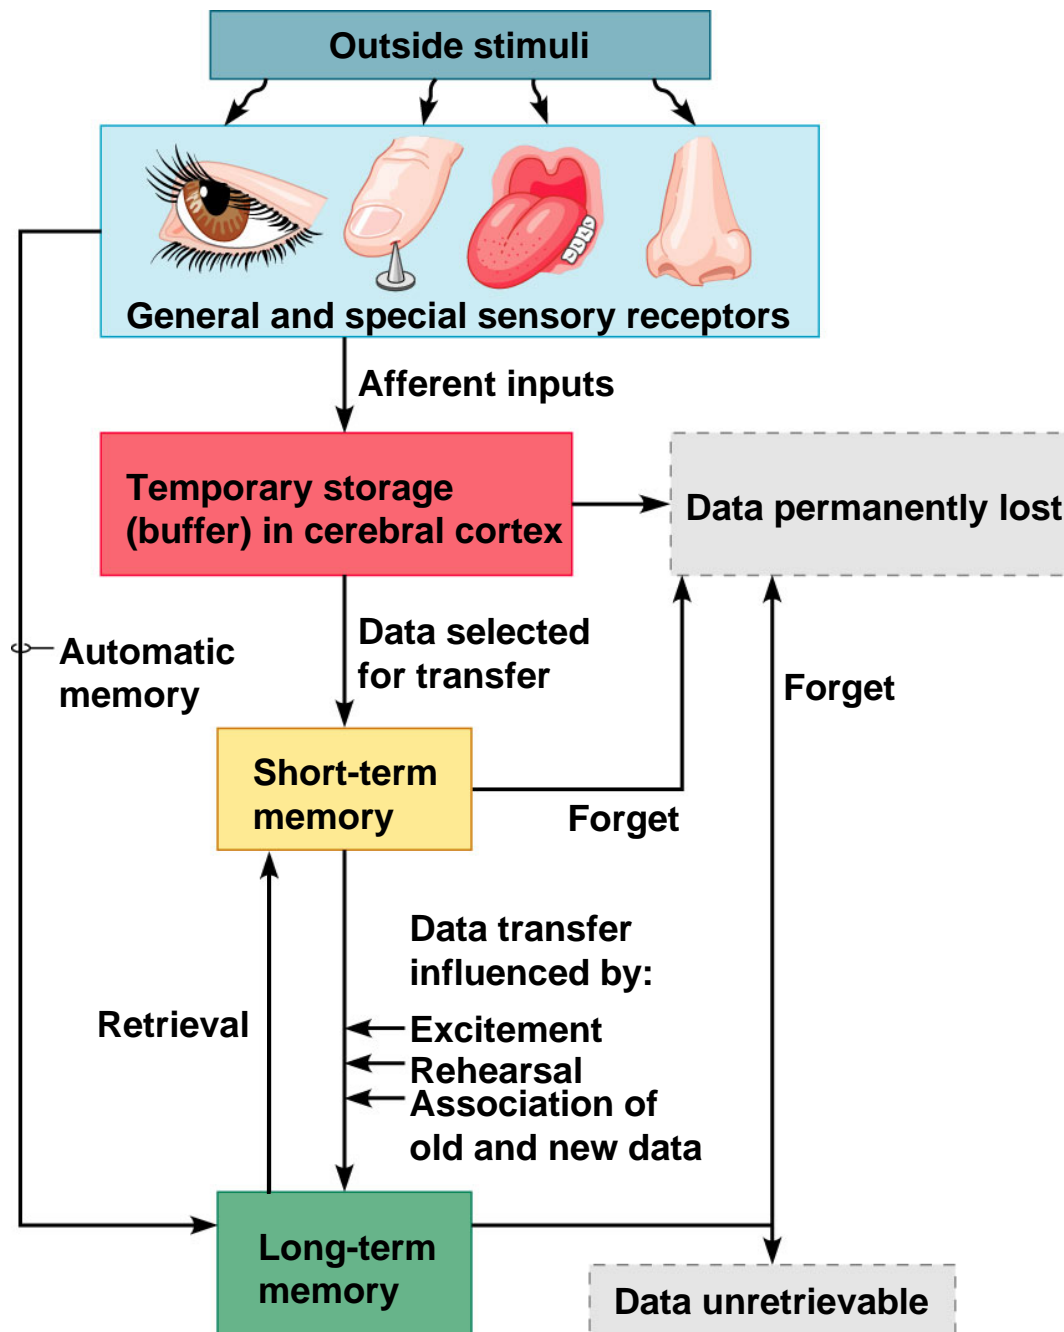 Outside stimuli
General and special sensory receptors
Afferent inputs
Temporary storage
(buffer) in cerebral cortex
Data permanently lost
Data selected
for transfer
Automatic
memory
Forget
Short-term
memory
Forget
Data transfer
influenced by:
Retrieval
Excitement
Rehearsal
Association of
old and new data
Long-term
memory
Data unretrievable